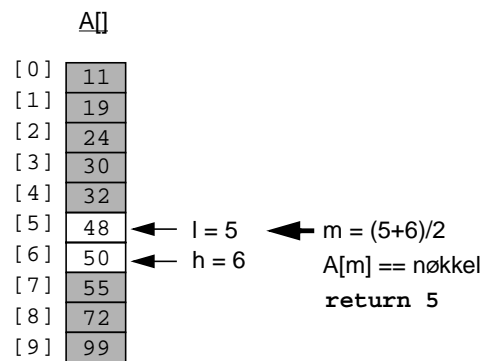 A[]
[0] 11
[1] 19
[2] 24
[3] 30
[4] 32
[5] 48 l = 5 m = (5+6)/2
[6] 50 h = 6 A[m] == nøkkel
[7] 55 return 5
[8] 72
[9] 99